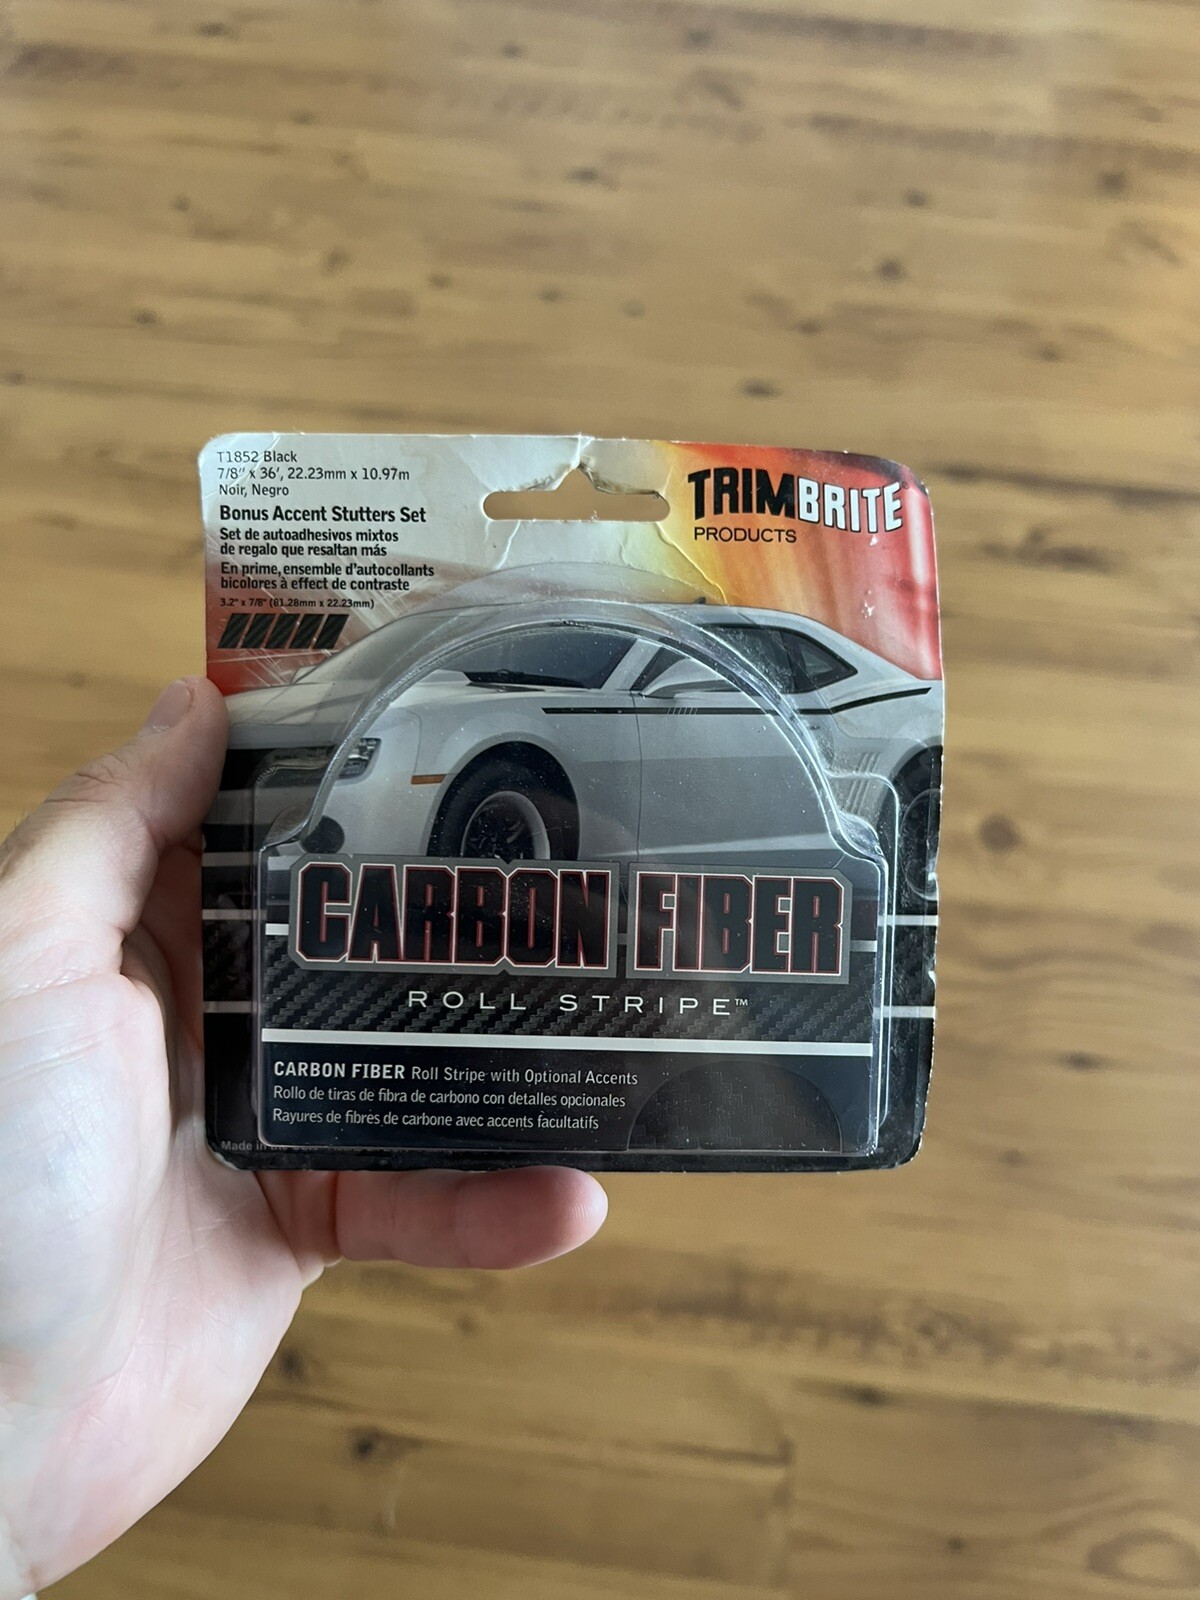 T1852 Black
7/8" x 36', 22.23mm x 10.97m
Noir, Negro
Bonus Accent Stutters Set
Set de autoadhesivos mixtos
de regalo que resaltan más
En prime, ensemble d'autocollants
bicolores à effect de contraste
3.2" x 7/8" (81.28mm x 22.23mm)
TRIMBRITE
PRODUCTS
CARBON FIBER
ROLL STRIPE™
CARBON FIBER Roll Stripe with Optional Accents
Rollo de tiras de fibra de carbono con detalles opcionales
Rayures de fibres de carbone avec accents facultatifs
Made in the